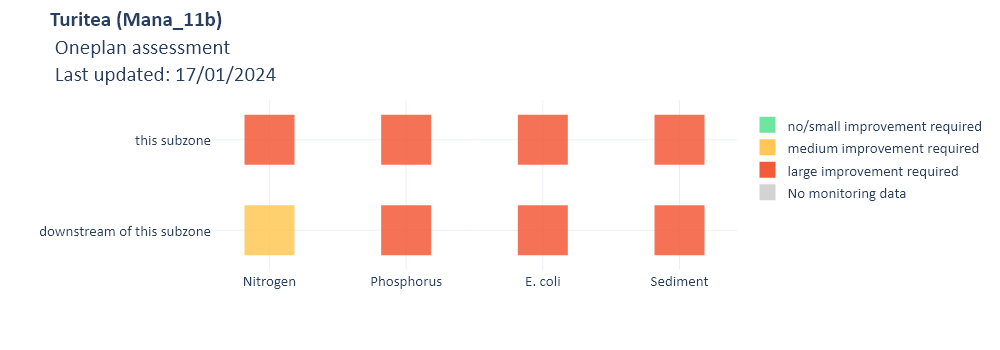 Turitea (Mana_11b)
Oneplan assessment
Last updated: 17/01/2024
this subzone
downstream of this subzone
Nitrogen
Phosphorus
E. coli
Sediment
no/small improvement required
medium improvement required
large improvement required
No monitoring data